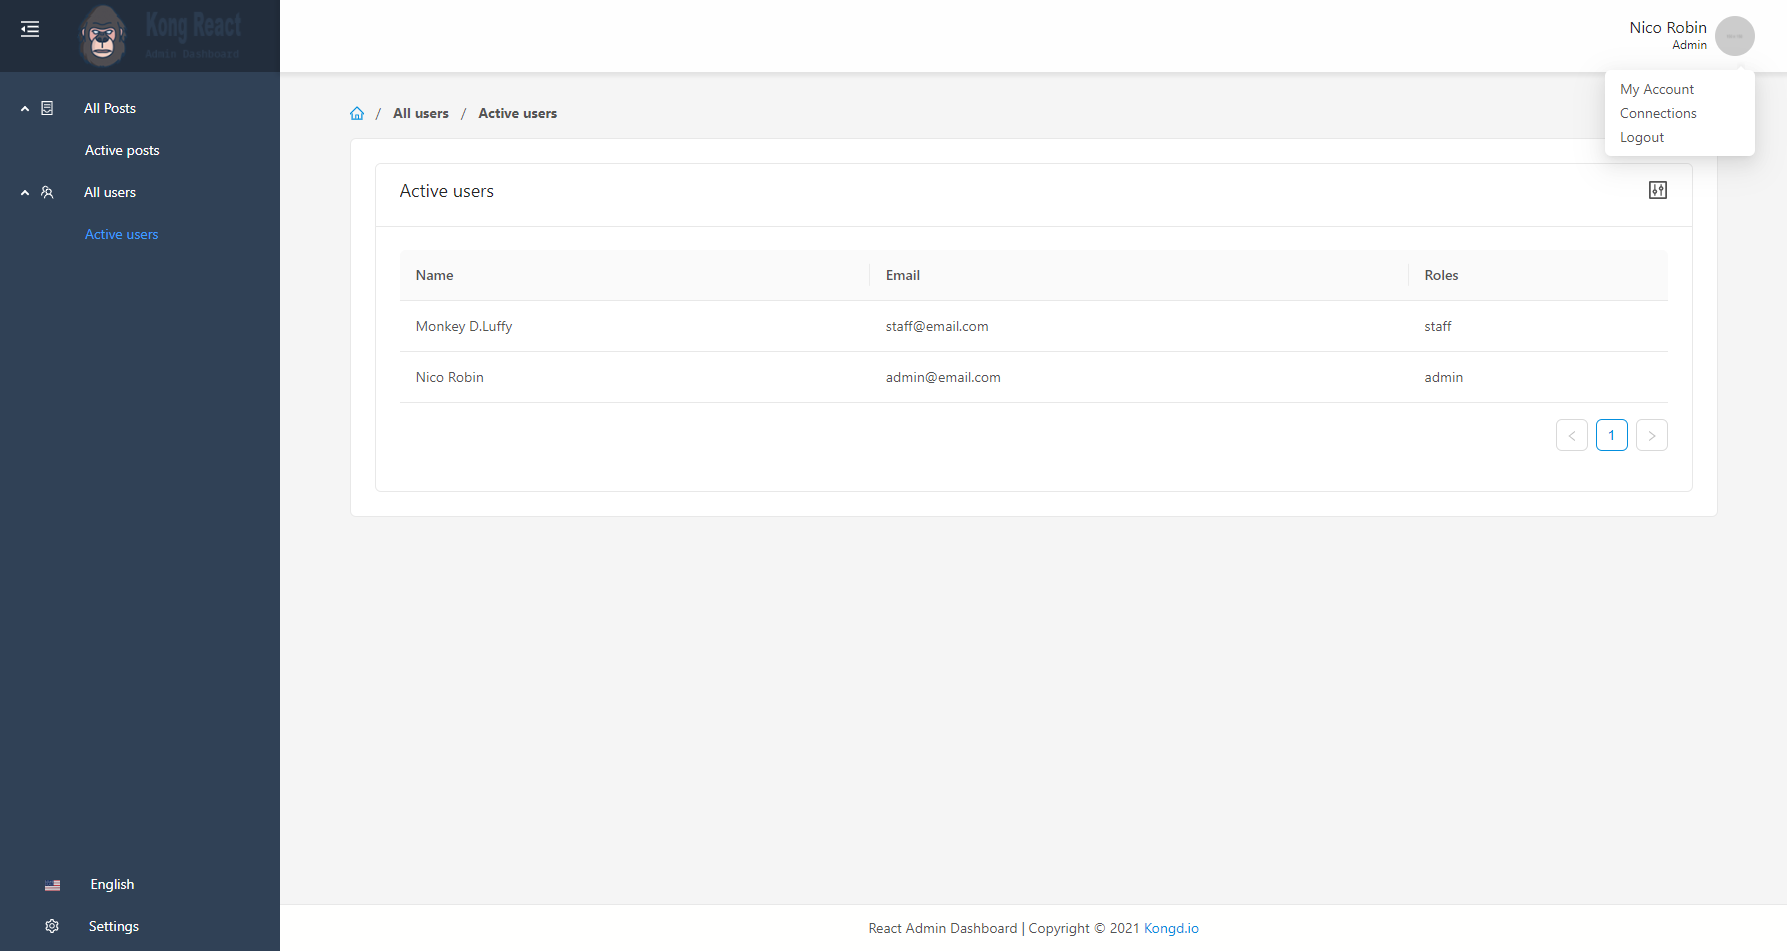 Kong React
Admin Dashboard
Nico Robin
Admin
My Account
Connections
Logout
All Posts
Active posts
All users
Active users
/ All users / Active users
Active users
Name Email Roles
Monkey D.Luffy staff@email.com staff
Nico Robin admin@email.com admin
< 1 >
English
Settings
React Admin Dashboard | Copyright © 2021 Kongd.io